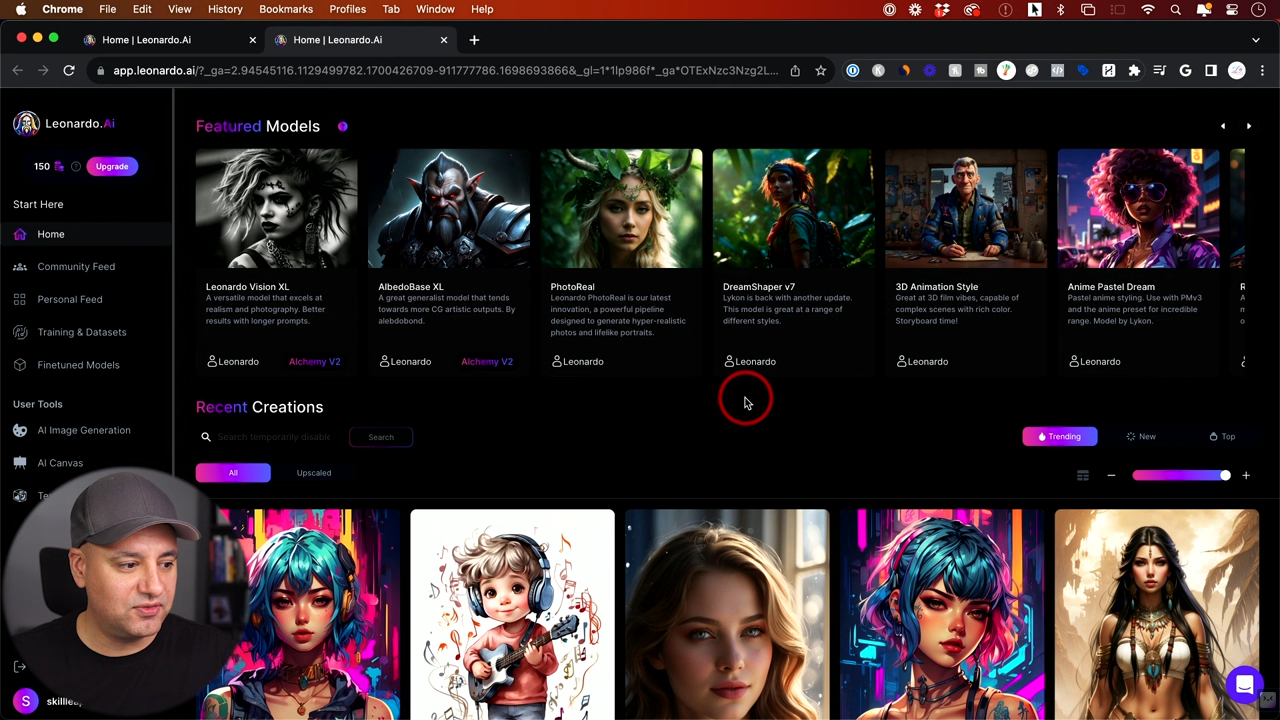 Chrome File Edit View History Bookmarks Profiles Tab Window Help
Home | Leonardo.Ai
Home | Leonardo.Ai
app.leonardo.ai/?_ga=2.94545116.1129499782.1700426709-911777786.1698693866&_gl=1*1lp986f*_ga*OTExNzc3Nzg2L...
Leonardo.Ai
150
Upgrade
Start Here
Home
Community Feed
Personal Feed
Training & Datasets
Finetuned Models
User Tools
AI Image Generation
AI Canvas
Featured Models
Leonardo Vision XL
A versatile model that excels at
realism and photography. Better
results with longer prompts.
Leonardo
Alchemy V2
AlbedoBase XL
A great generalist model that tends
towards more CG artistic outputs. By
alebdobond.
Leonardo
Alchemy V2
PhotoReal
Leonardo PhotoReal is our latest
innovation, a powerful pipeline
designed to generate hyper-realistic
photos and lifelike portraits.
Leonardo
DreamShaper v7
Lykon is back with another update.
This model is great at a range of
different styles.
Leonardo
3D Animation Style
Great at 3D film vibes, capable of
complex scenes with rich color.
Storyboard time!
Leonardo
Anime Pastel Dream
Pastel anime styling. Use with PMv3
and the anime preset for incredible
range. Model by Lykon.
Leonardo
Recent Creations
Search temporarily disable
Search
Trending
New
Top
All
Upscaled
S